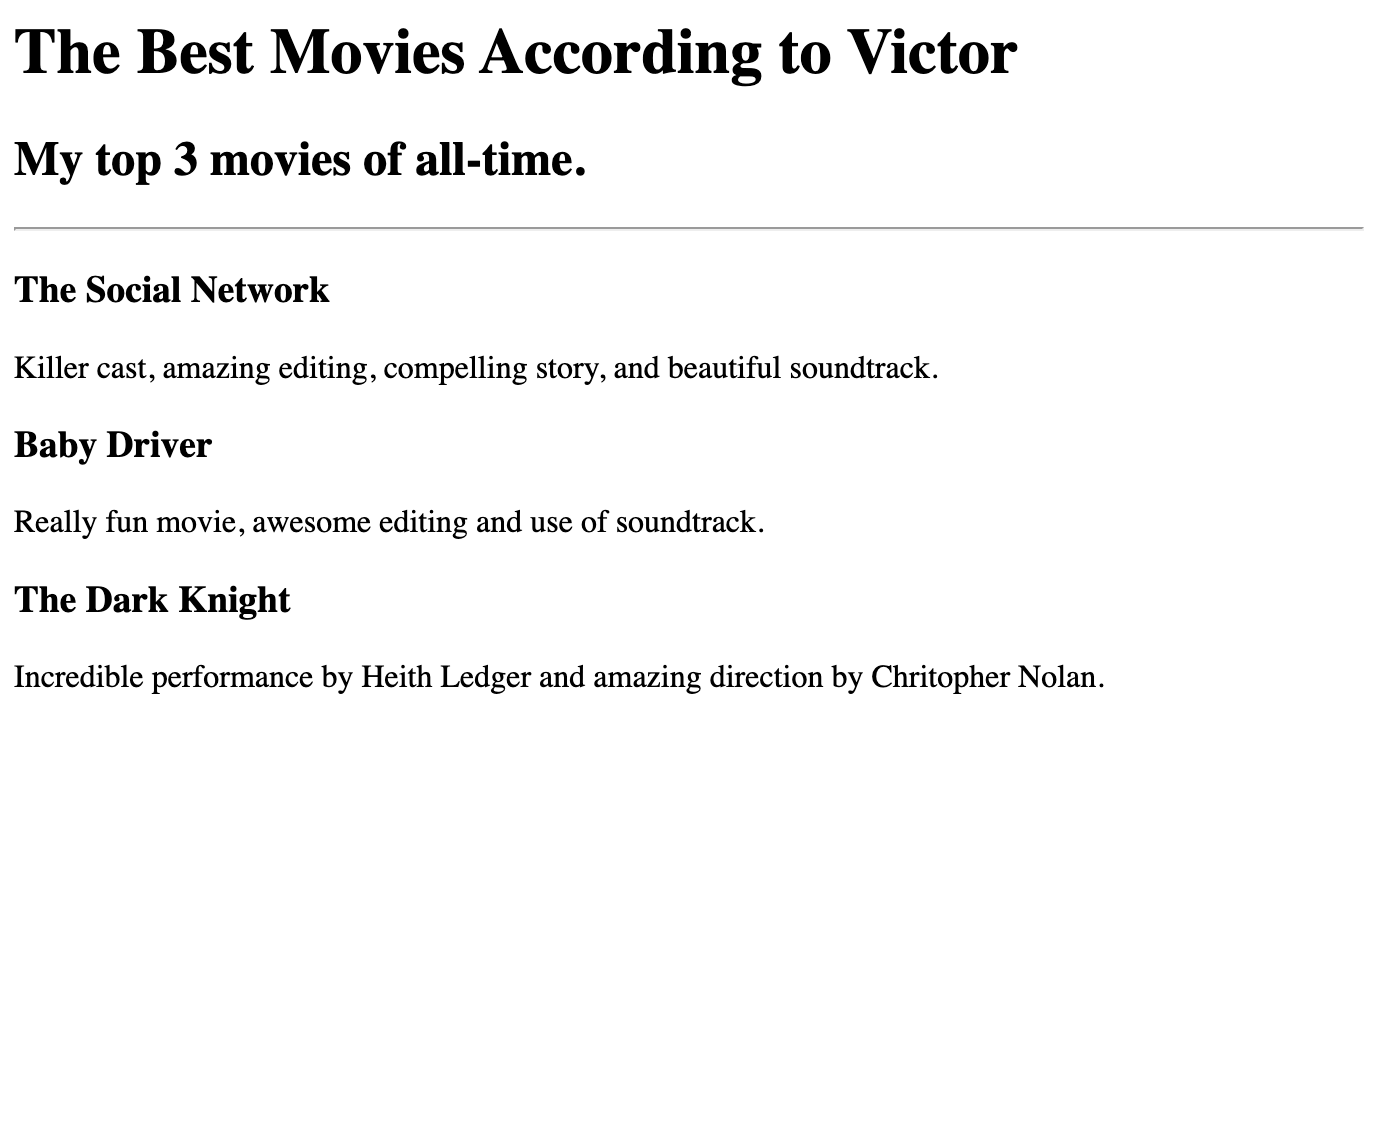 The Best Movies According to Victor
My top 3 movies of all-time.
The Social Network
Killer cast, amazing editing, compelling story, and beautiful soundtrack.
Baby Driver
Really fun movie, awesome editing and use of soundtrack.
The Dark Knight
Incredible performance by Heith Ledger and amazing direction by Chritopher Nolan.